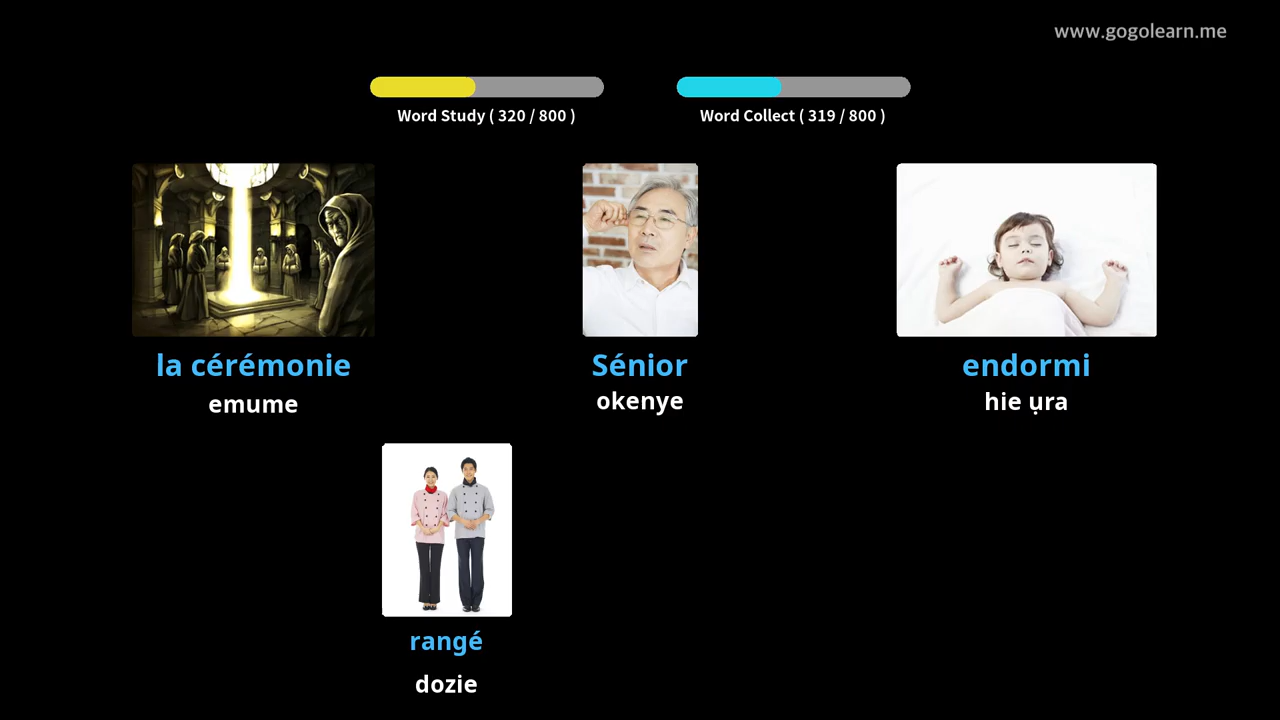 www.gogolearn.me
Word Study ( 320 / 800 )
Word Collect ( 319 / 800 )
la cérémonie
emume
Sénior
okenye
endormi
hie ụra
rangé
dozie